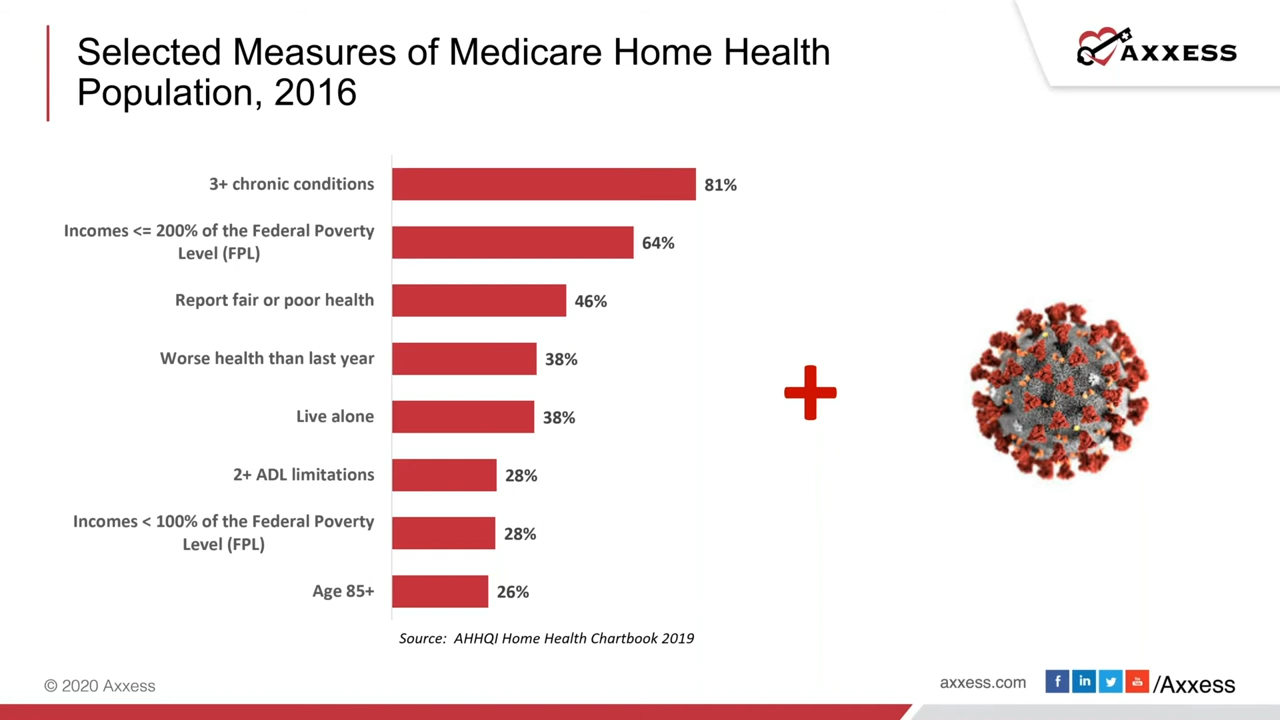 Selected Measures of Medicare Home Health
Population, 2016
AXXESS
3+ chronic conditions
81%
Incomes <= 200% of the Federal Poverty
Level (FPL)
64%
Report fair or poor health
46%
Worse health than last year
38%
Live alone
38%
2+ ADL limitations
28%
Incomes < 100% of the Federal Poverty
Level (FPL)
28%
Age 85+
26%
Source: AHHQI Home Health Chartbook 2019
© 2020 Axxess
axxess.com
f in /Axxess